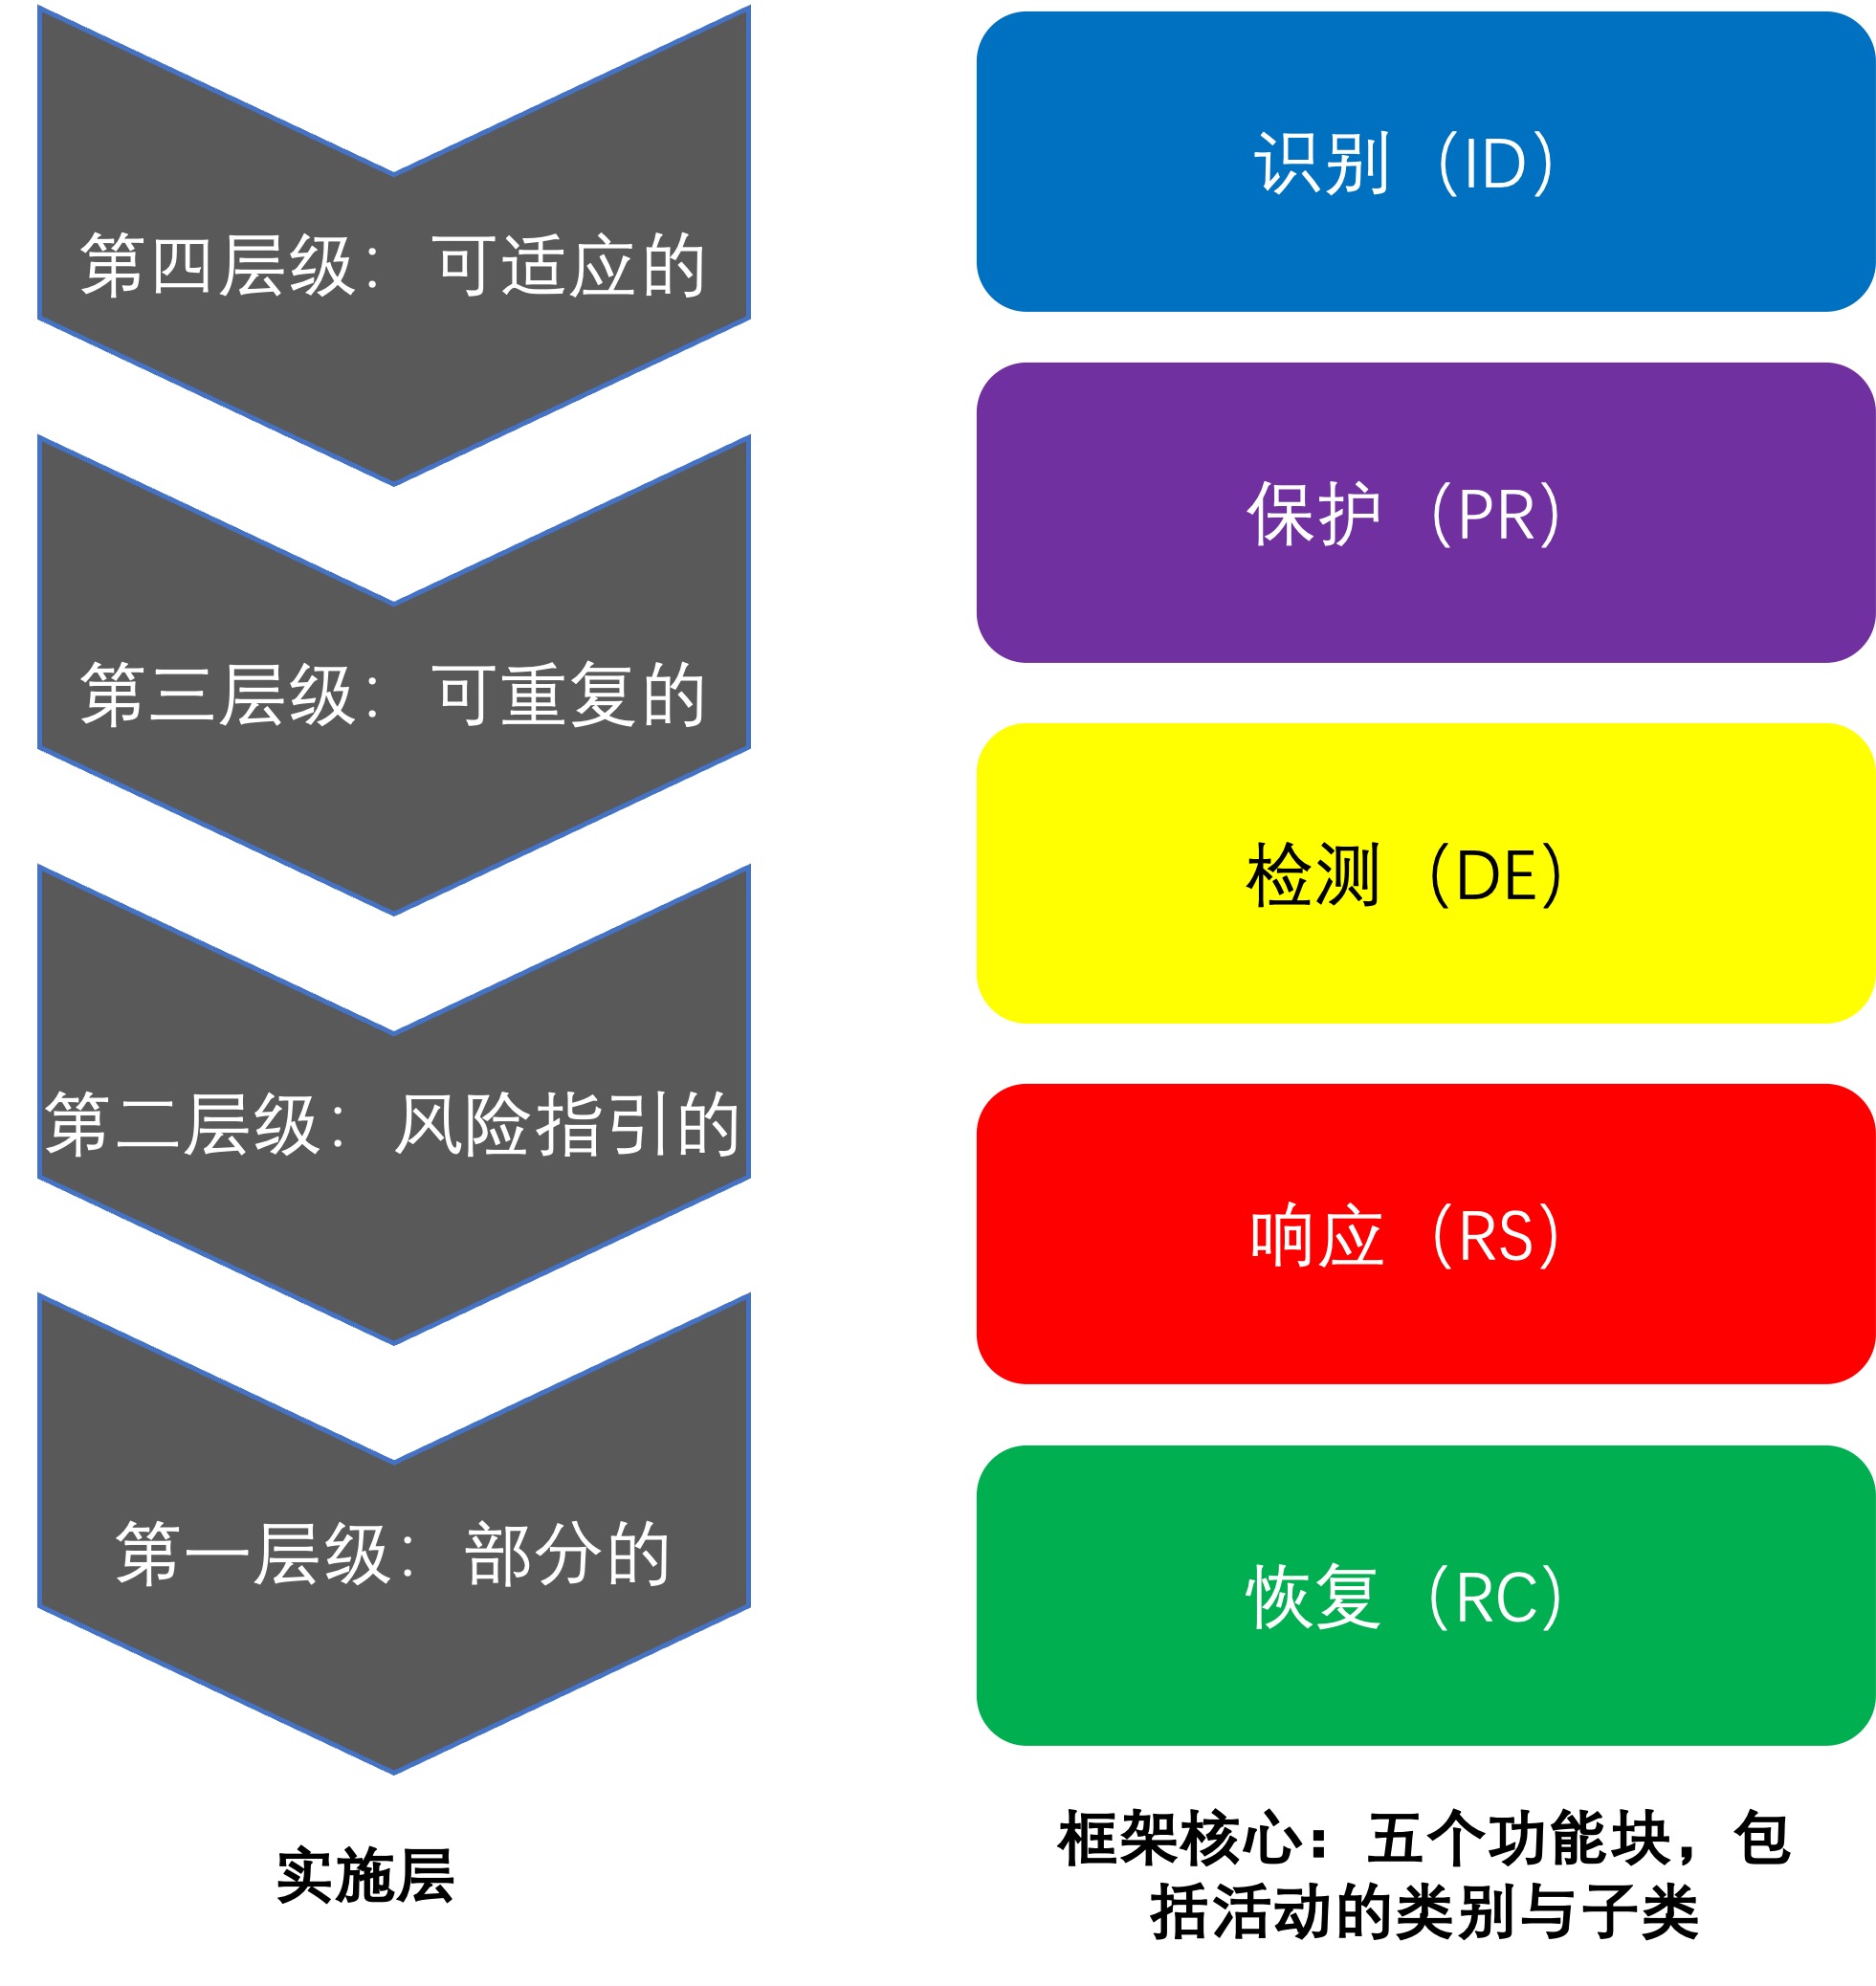 第四层级： 可适应的
第三层级： 可重复的
第二层级： 风险指引的
第一层级： 部分的
实施层
识别（ID）
保护（PR）
检测（DE）
响应（RS）
恢复（RC）
框架核心：五个功能块，包
括活动的类别与子类